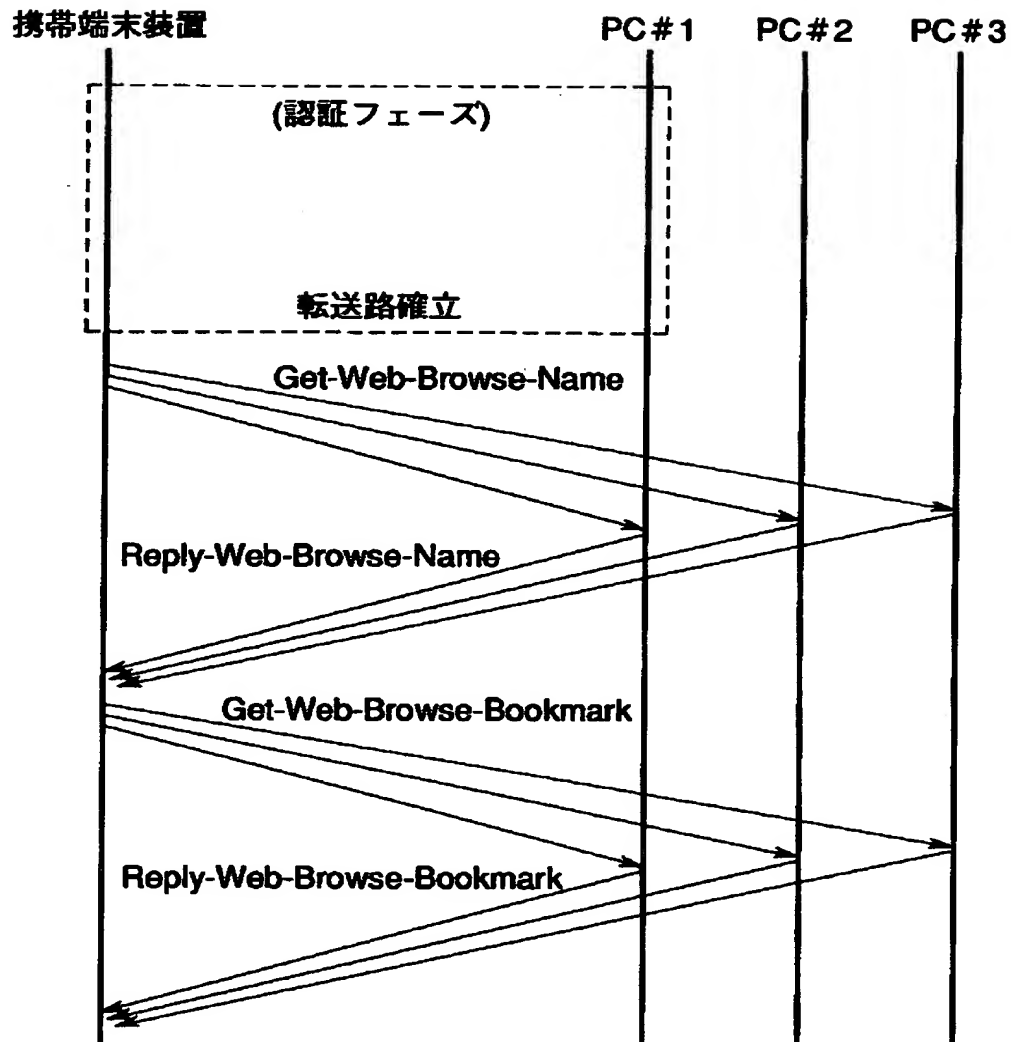 携帯端末装置 PC#1 PC#2 PC#3
(認証フェーズ)
転送路確立
Get-Web-Browse-Name
Reply-Web-Browse-Name
Get-Web-Browse-Bookmark
Reply-Web-Browse-Bookmark